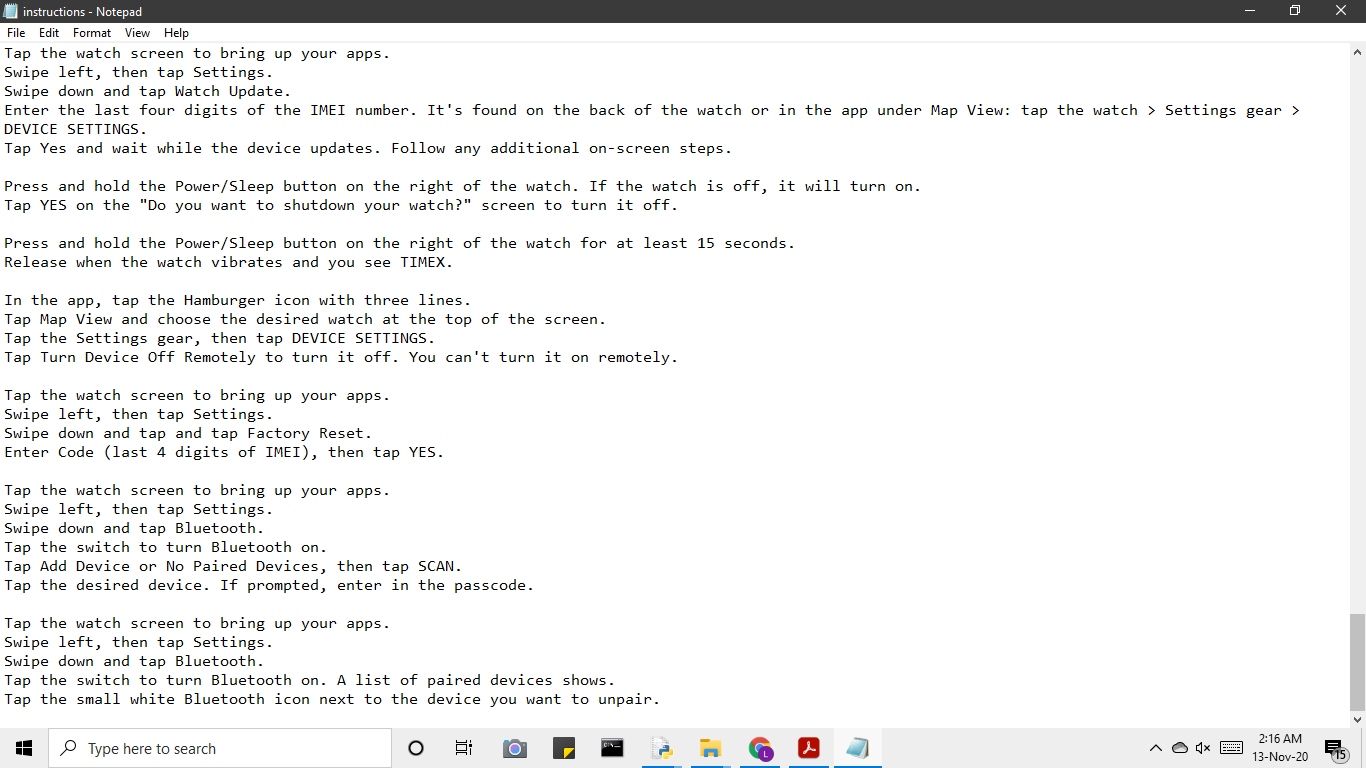 instructions - Notepad
File Edit Format View Help
Tap the watch screen to bring up your apps.
Swipe left, then tap Settings.
Swipe down and tap Watch Update.
Enter the last four digits of the IMEI number. It's found on the back of the watch or in the app under Map View: tap the watch > Settings gear >
DEVICE SETTINGS.
Tap Yes and wait while the device updates. Follow any additional on-screen steps.
Press and hold the Power/Sleep button on the right of the watch. If the watch is off, it will turn on.
Tap YES on the "Do you want to shutdown your watch?" screen to turn it off.
Press and hold the Power/Sleep button on the right of the watch for at least 15 seconds.
Release when the watch vibrates and you see TIMEX.
In the app, tap the Hamburger icon with three lines.
Tap Map View and choose the desired watch at the top of the screen.
Tap the Settings gear, then tap DEVICE SETTINGS.
Tap Turn Device Off Remotely to turn it off. You can't turn it on remotely.
Tap the watch screen to bring up your apps.
Swipe left, then tap Settings.
Swipe down and tap and tap Factory Reset.
Enter Code (last 4 digits of IMEI), then tap YES.
Tap the watch screen to bring up your apps.
Swipe left, then tap Settings.
Swipe down and tap Bluetooth.
Tap the switch to turn Bluetooth on.
Tap Add Device or No Paired Devices, then tap SCAN.
Tap the desired device. If prompted, enter in the passcode.
Tap the watch screen to bring up your apps.
Swipe left, then tap Settings.
Swipe down and tap Bluetooth.
Tap the switch to turn Bluetooth on. A list of paired devices shows.
Tap the small white Bluetooth icon next to the device you want to unpair.
Type here to search
L
2:16 AM
13-Nov-20
15